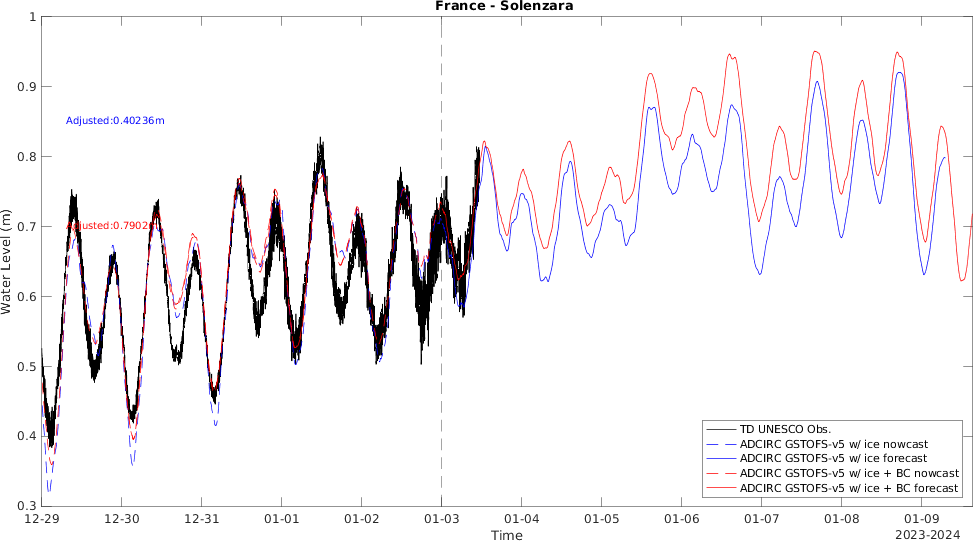 France - Solenzara
Water Level (m)
1
0.9
0.8
0.7
0.6
0.5
0.4
0.3
Adjusted:0.40236m
Adjusted:0.7902
TD UNESCO Obs.
ADCIRC GSTOFS-v5 w/ ice nowcast
ADCIRC GSTOFS-v5 w/ ice forecast
ADCIRC GSTOFS-v5 w/ ice + BC nowcast
ADCIRC GSTOFS-v5 w/ ice + BC forecast
12-29 12-30 12-31 01-01 01-02 01-03 01-04 01-05 01-06 01-07 01-08 01-09
Time
2023-2024